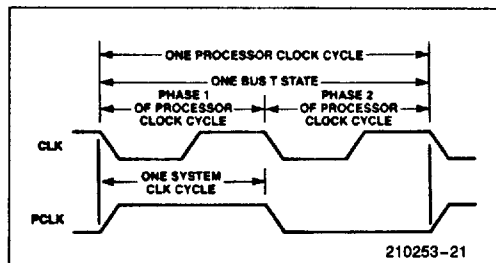 ONE PROCESSOR CLOCK CYCLE
ONE BUS T STATE
PHASE 1
OF PROCESSOR
CLOCK CYCLE
PHASE 2
OF PROCESSOR
CLOCK CYCLE
CLK
ONE SYSTEM
CLK CYCLE
PCLK
210253-21